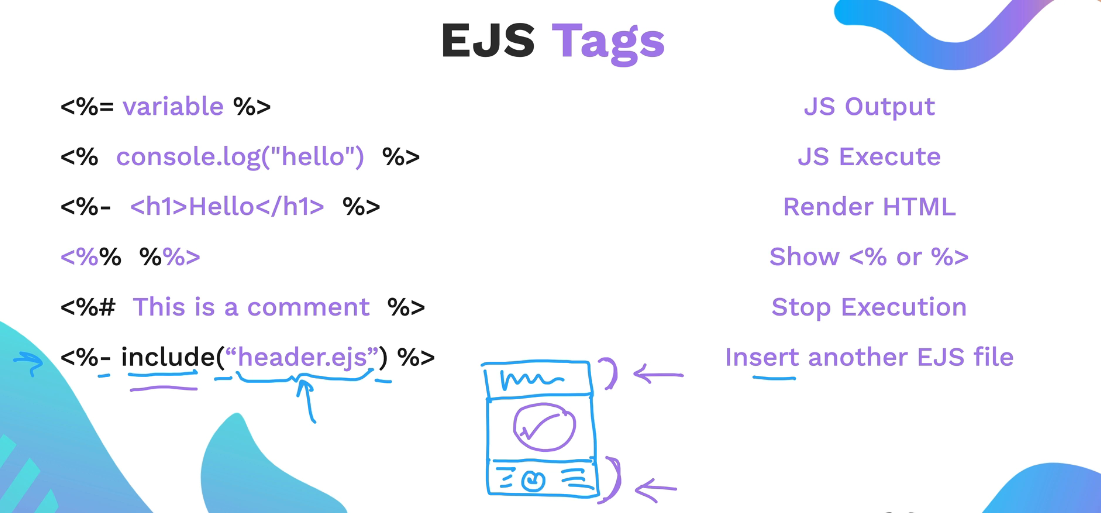 EJS Tags
<%= variable %> JS Output
<% console.log("hello") %> JS Execute
<%- <h1>Hello</h1> %> Render HTML
<%% %%> Show <% or %>
<%# This is a comment %> Stop Execution
<%- include(“header.ejs”) %> Insert another EJS file